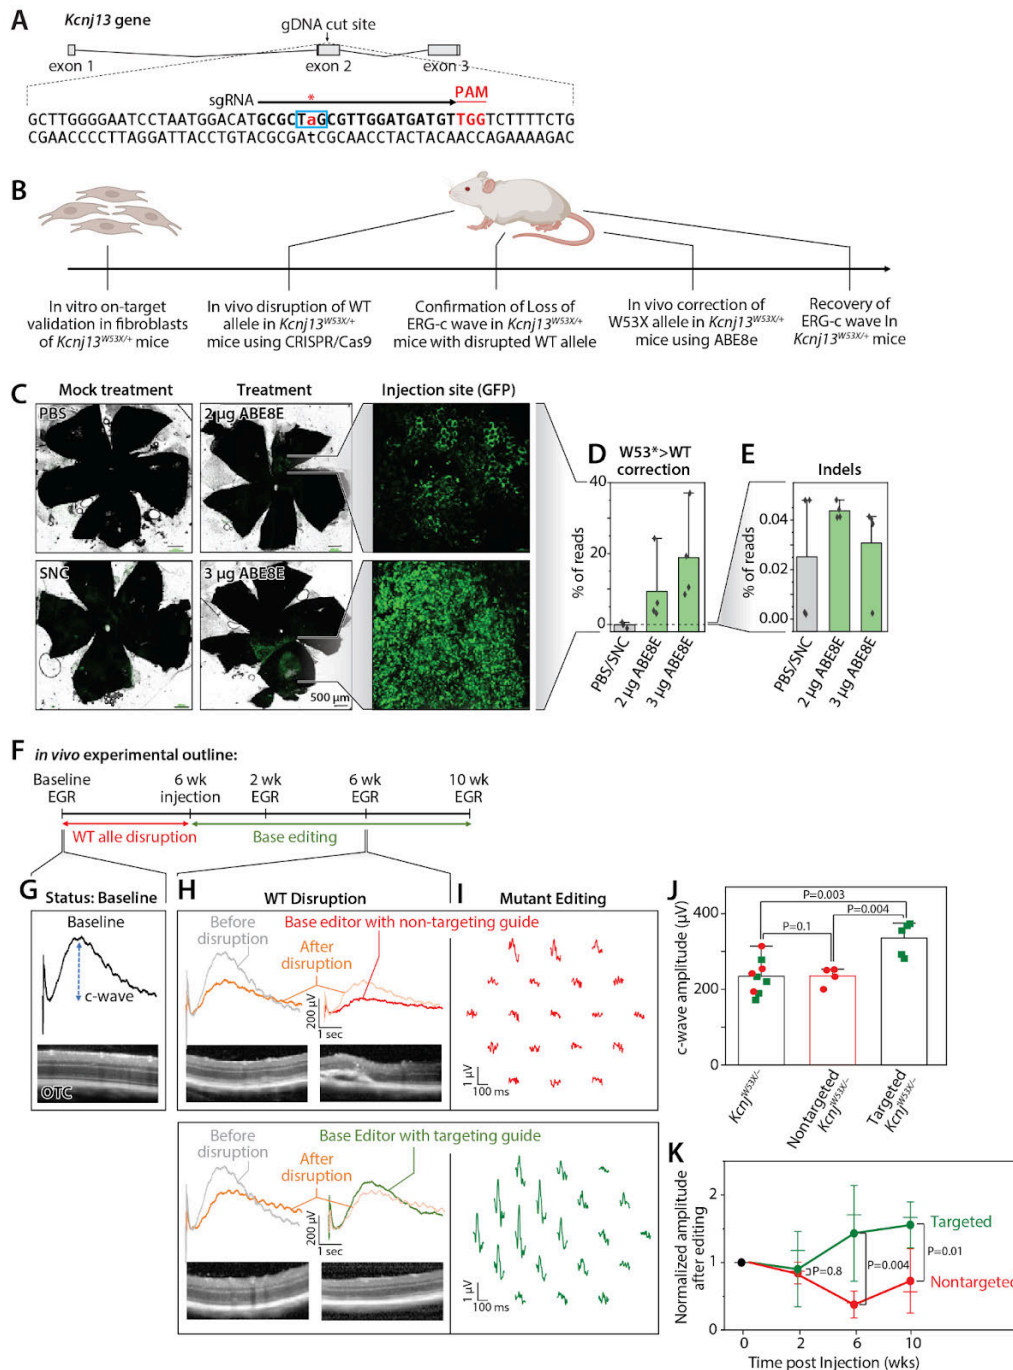 A
Kcnj13 gene
gDNA cut site
exon 1
exon 2
exon 3
sgRNA
*
PAM
GCTTGGGGAATCCTAATGGACATGCGCTaGCGTTGGATGATGTTGGTCTTTTCTG
CGAACCCCTTAGGATTACCTGTACGCGAtCGCAACCTACTACAACCAGAAAAGAC
B
In vitro on-target
validation in fibroblasts
of Kcnj13W53X/+ mice
In vivo disruption of WT
allele in Kcnj13W53X/+
mice using CRISPR/Cas9
Confirmation of Loss of
ERG-c wave in Kcnj13W53X/+
mice with disrupted WT allele
In vivo correction of
W53X allele in Kcnj13W53X/+
mice using ABE8e
Recovery of
ERG-c wave In
Kcnj13W53X/+ mice
C
Mock treatment
Treatment
Injection site (GFP)
PBS
2 µg ABE8E
SNC
3 µg ABE8E
500 µm
D
W53*>WT
correction
% of reads
40
20
0
PBS/SNC
2 µg ABE8E
3 µg ABE8E
E
Indels
% of reads
0.04
0.02
0.00
PBS/SNC
2 µg ABE8E
3 µg ABE8E
F
in vivo experimental outline:
Baseline
EGR
6 wk
injection
2 wk
EGR
6 wk
EGR
10 wk
EGR
WT alle disruption
Base editing
G
Status: Baseline
Baseline
c-wave
OTC
H
WT Disruption
Before
disruption
Base editor with non-targeting guide
After
disruption
200 µV
1 sec
Before
disruption
Base Editor with targeting guide
After
disruption
200 µV
1 sec
I
Mutant Editing
1 µV
100 ms
1 µV
100 ms
J
c-wave amplitude (µV)
400
200
0
P=0.003
P=0.004
P=0.1
KcnjW53X/-
Nontargeted
KcnjW53X/-
Targeted
KcnjW53X/-
K
Normalized amplitude
after editing
2
1
0
P=0.8
P=0.004
P=0.01
Targeted
Nontargeted
0
2
6
10
Time post Injection (wks)